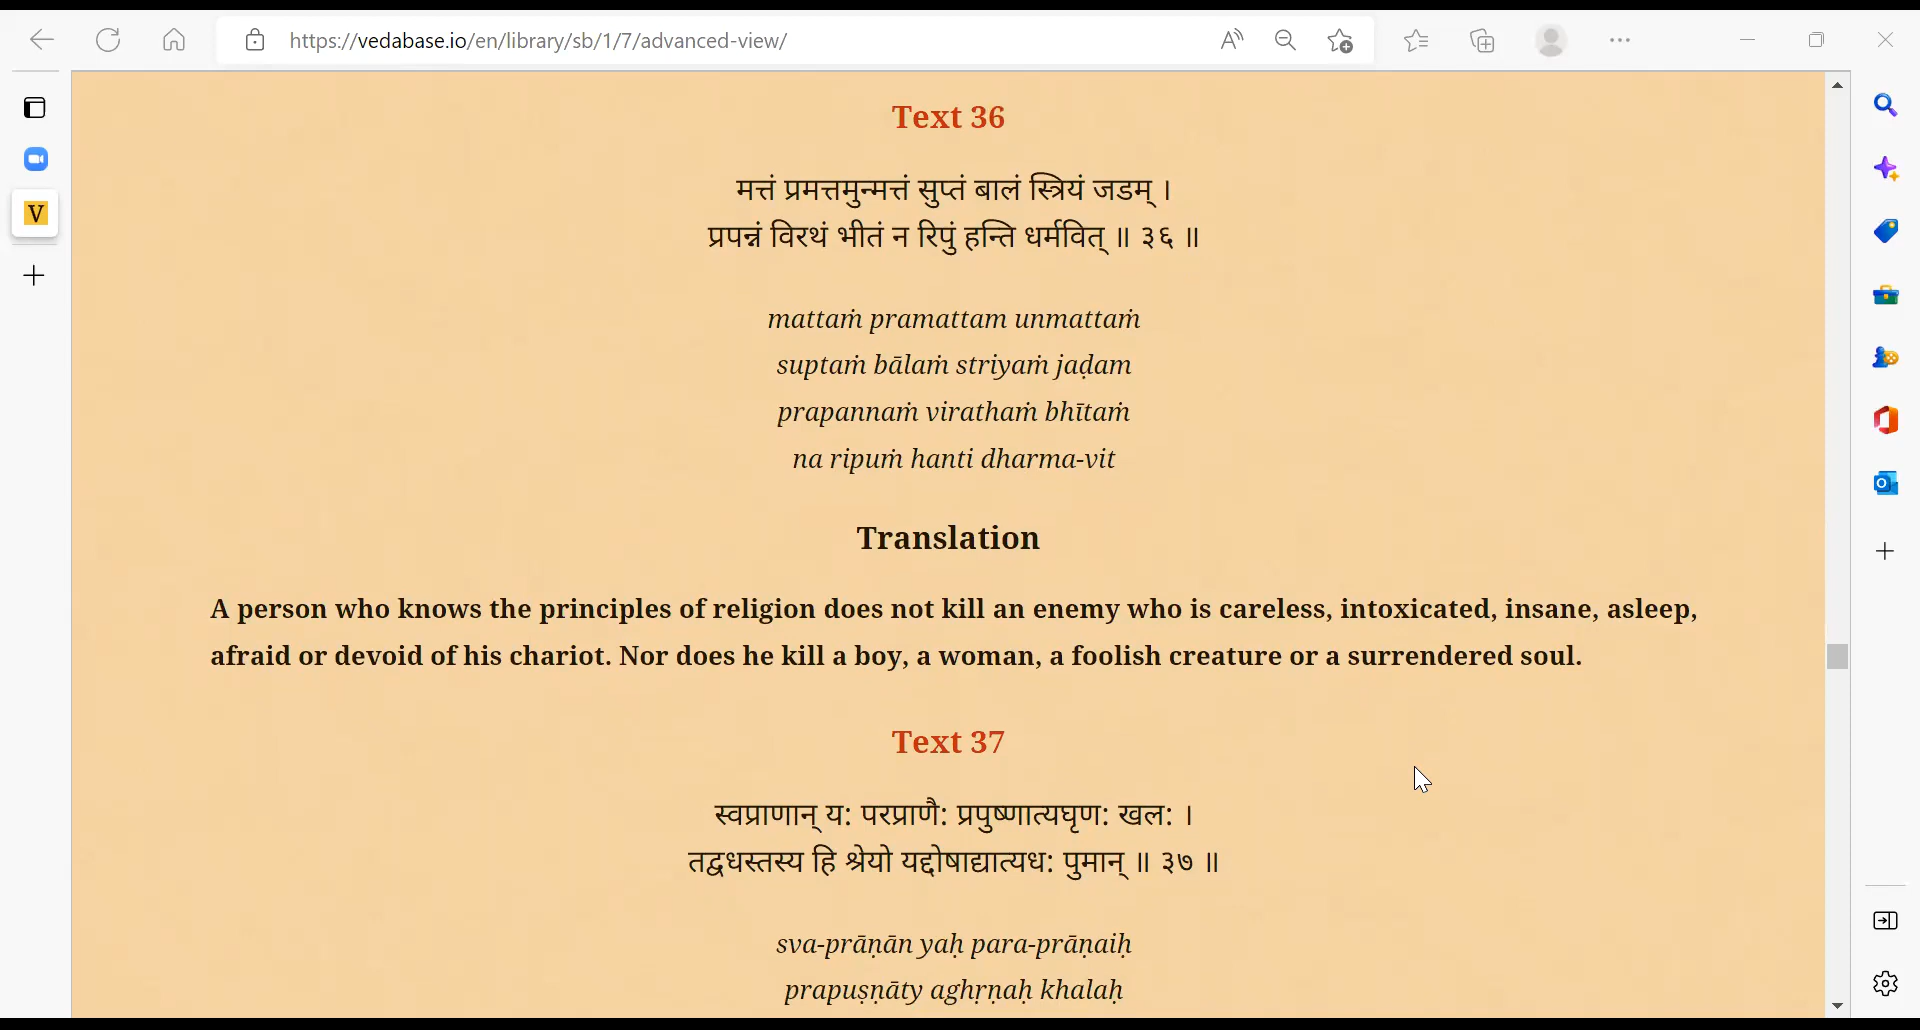 https://vedabase.io/en/library/sb/1/7/advanced-view/
Text 36
मत्तं प्रमत्तमुन्मत्तं सुप्तं बालं स्त्रियं जडम् ।
प्रपन्नं विरथं भीतं न रिपुं हन्ति धर्मवित् ॥ ३६ ॥
mattaṁ pramattam unmattaṁ
suptaṁ bālaṁ striyaṁ jaḍam
prapannaṁ virathaṁ bhītaṁ
na ripuṁ hanti dharma-vit
Translation
A person who knows the principles of religion does not kill an enemy who is careless, intoxicated, insane, asleep,
afraid or devoid of his chariot. Nor does he kill a boy, a woman, a foolish creature or a surrendered soul.
Text 37
स्वप्राणान् य: परप्राणै: प्रपुष्णात्यघृण: खल: ।
तद्वधस्तस्य हि श्रेयो यद्दोषाद्यात्यध: पुमान् ॥ ३७ ॥
sva-prāṇān yaḥ para-prāṇaiḥ
prapuṣṇāty aghṛṇaḥ khalaḥ